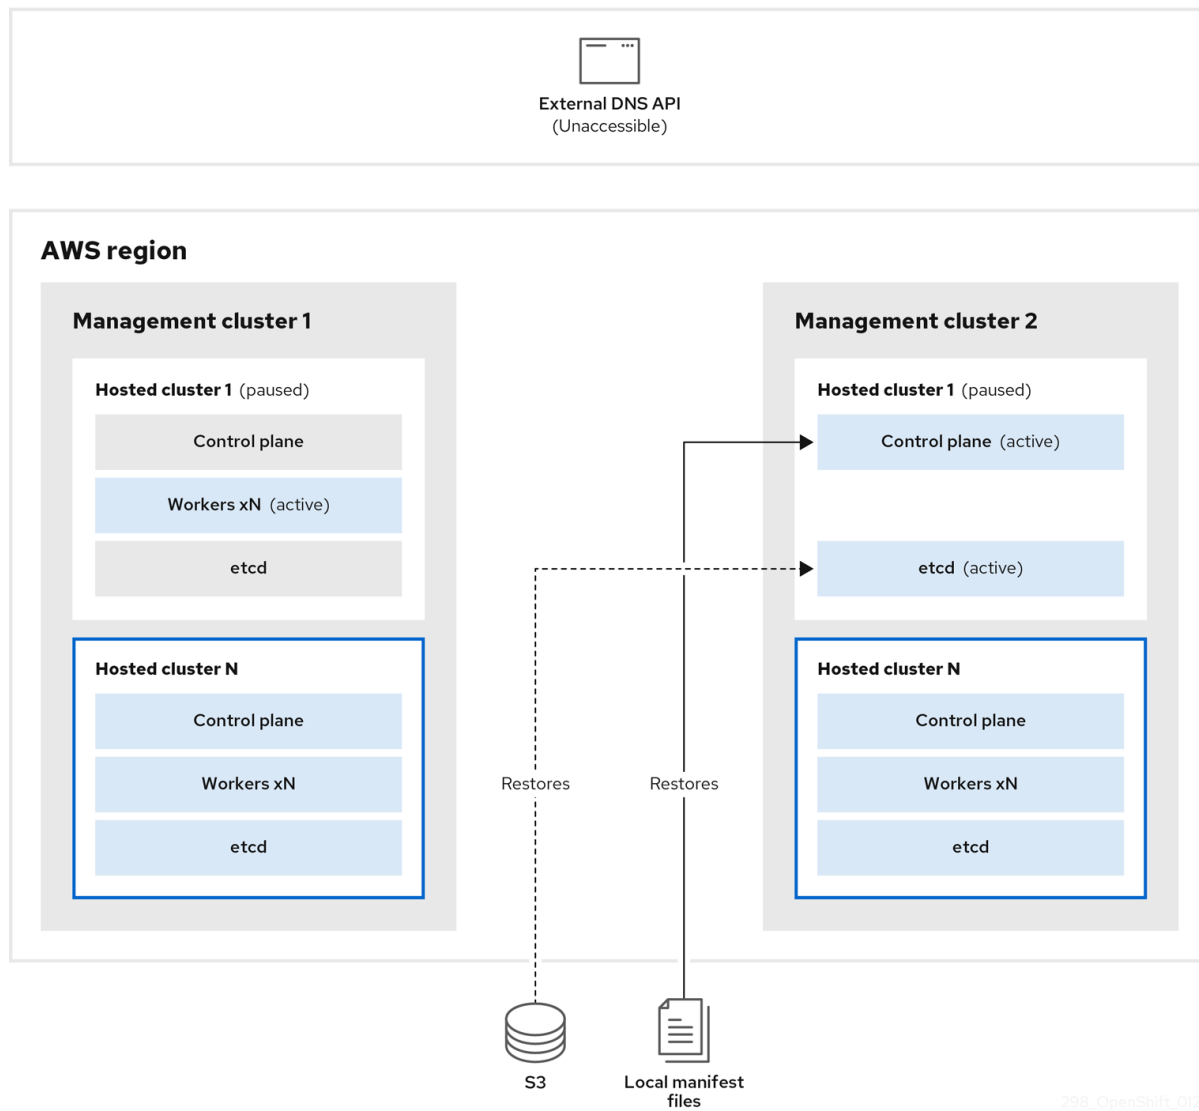 External DNS API
(Unaccessible)
AWS region
Management cluster 1
Hosted cluster 1 (paused)
Control plane
Workers xN (active)
etcd
Hosted cluster N
Control plane
Workers xN
etcd
Management cluster 2
Hosted cluster 1 (paused)
Control plane (active)
etcd (active)
Hosted cluster N
Control plane
Workers xN
etcd
Restores
Restores
S3
Local manifest
files